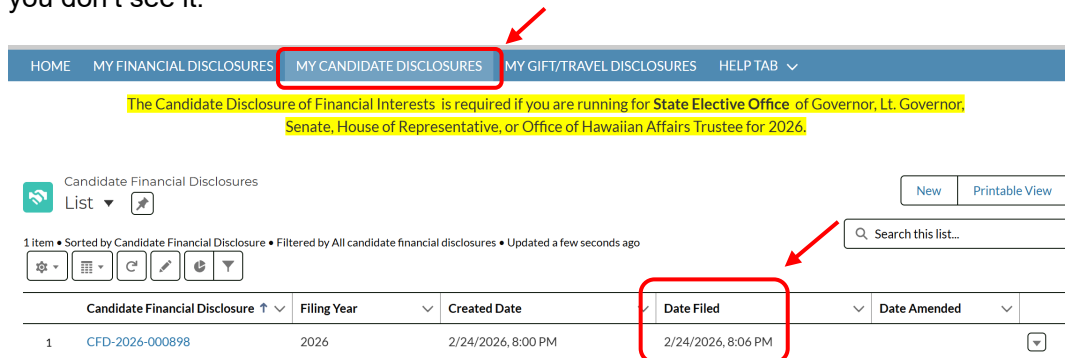 you don't see it.
HOME MY FINANCIAL DISCLOSURES MY CANDIDATE DISCLOSURES MY GIFT/TRAVEL DISCLOSURES HELP TAB
The Candidate Disclosure of Financial Interests is required if you are running for State Elective Office of Governor, Lt. Governor,
Senate, House of Representative, or Office of Hawaiian Affairs Trustee for 2026.
Candidate Financial Disclosures
List
New Printable View
Search this list...
1 item • Sorted by Candidate Financial Disclosure • Filtered by All candidate financial disclosures • Updated a few seconds ago
Candidate Financial Disclosure ↑ Filing Year Created Date Date Filed Date Amended
1 CFD-2026-000898 2026 2/24/2026, 8:00 PM 2/24/2026, 8:06 PM